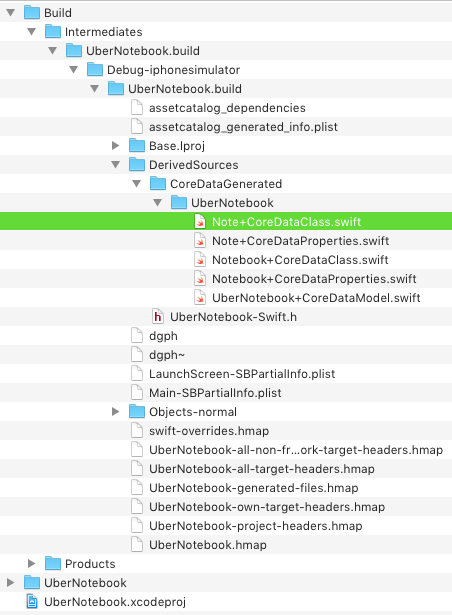 Build
Intermediates
UberNotebook.build
Debug-iphonesimulator
UberNotebook.build
assetcatalog_dependencies
assetcatalog_generated_info.plist
Base.lproj
DerivedSources
CoreDataGenerated
UberNotebook
Note+CoreDataClass.swift
Note+CoreDataProperties.swift
Notebook+CoreDataClass.swift
Notebook+CoreDataProperties.swift
UberNotebook+CoreDataModel.swift
h UberNotebook-Swift.h
dgph
dgph~
LaunchScreen-SBPartialInfo.plist
Main-SBPartialInfo.plist
Objects-normal
swift-overrides.hmap
UberNotebook-all-non-fr...ork-target-headers.hmap
UberNotebook-all-target-headers.hmap
UberNotebook-generated-files.hmap
UberNotebook-own-target-headers.hmap
UberNotebook-project-headers.hmap
UberNotebook.hmap
Products
UberNotebook
UberNotebook.xcodeproj